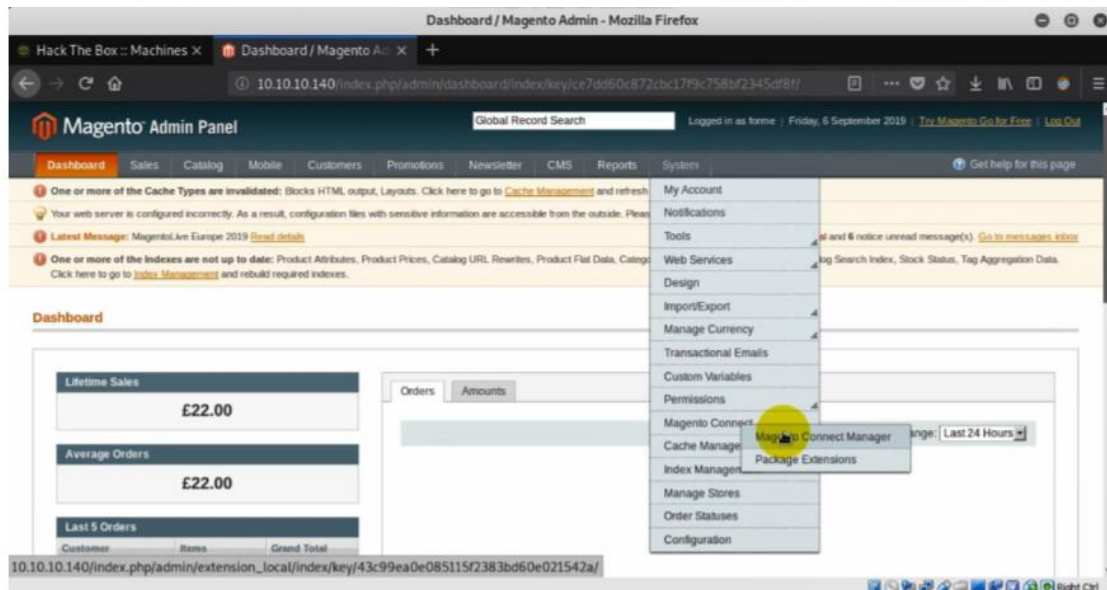 Dashboard / Magento Admin - Mozilla Firefox
Hack The Box :: Machines
Dashboard / Magento Ad
10.10.10.140/index.php/admin/dashboard/index/key/ce7dd60c872cbc17f9c758bf2345df8f/
Magento Admin Panel
Global Record Search
Logged in as forme | Friday, 6 September 2019 | Try Magento Go for Free | Log Out
Dashboard Sales Catalog Mobile Customers Promotions Newsletter CMS Reports System
Get help for this page
One or more of the Cache Types are invalidated: Blocks HTML output, Layouts. Click here to go to Cache Management and refresh
Your web server is configured incorrectly. As a result, configuration files with sensitive information are accessible from the outside. Pleas
Latest Message: MagentoLive Europe 2019 Read details
al and 6 notice unread message(s). Go to messages inbox
One or more of the Indexes are not up to date: Product Attributes, Product Prices, Catalog URL Rewrites, Product Flat Data, Catego
log Search Index, Stock Status, Tag Aggregation Data.
Click here to go to Index Management and rebuild required indexes.
My Account
Notifications
Tools
Web Services
Design
Import/Export
Manage Currency
Transactional Emails
Custom Variables
Permissions
Magento Connect
Cache Manage
Index Managem
Manage Stores
Order Statuses
Configuration
Magento Connect Manager
Package Extensions
Dashboard
Lifetime Sales
£22.00
Average Orders
£22.00
Last 5 Orders
Customer Items Grand Total
Orders Amounts
ange: Last 24 Hours
10.10.10.140/index.php/admin/extension_local/index/key/43c99ea0e085115f2383bd60e021542a/
Right Ctrl